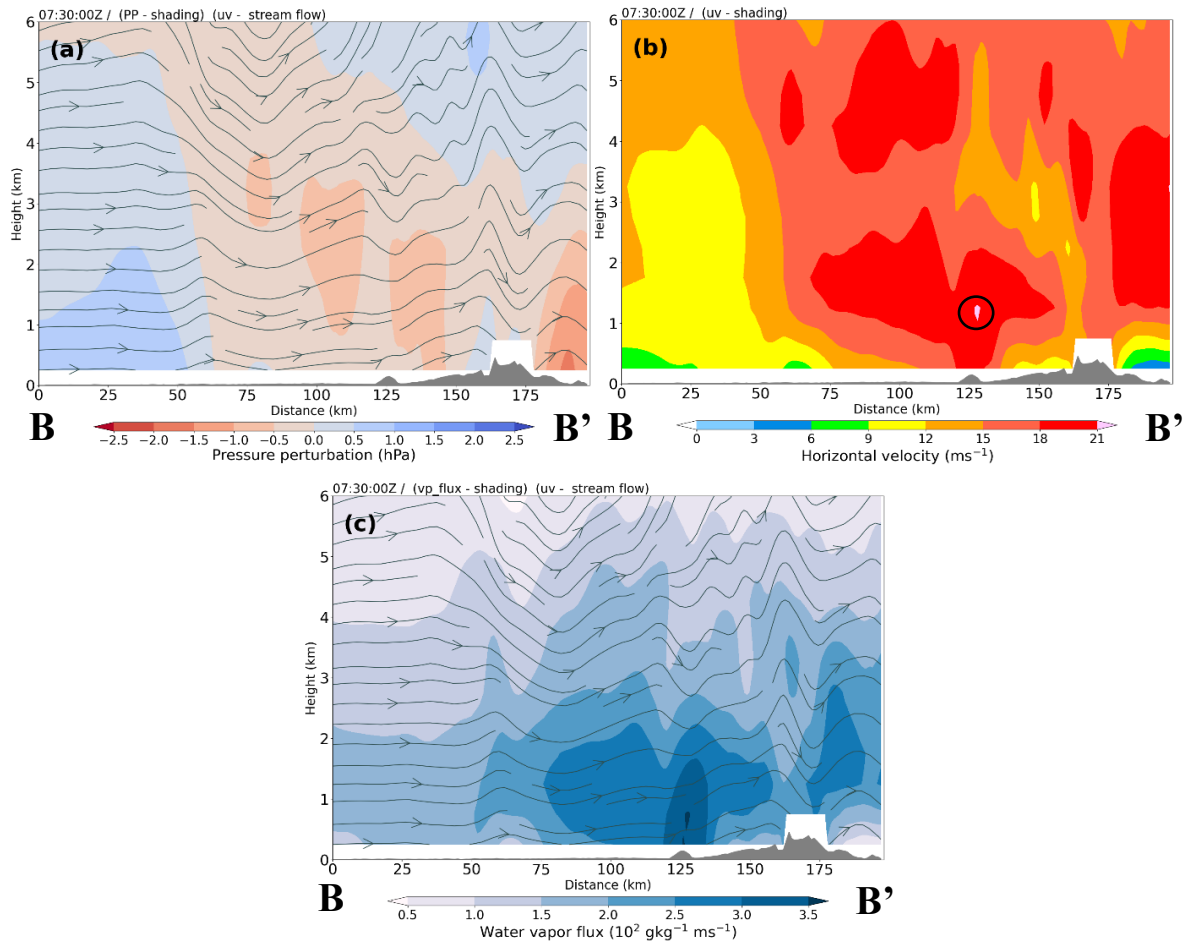 07:30:00Z / (PP - shading) (uv - stream flow)
(a)
Height (km)
6
5
4
3
2
1
0
0 25 50 75 100 125 150 175
Distance (km)
B B’
−2.5 −2.0 −1.5 −1.0 −0.5 0.0 0.5 1.0 1.5 2.0 2.5
Pressure perturbation (hPa)
07:30:00Z / (uv - shading)
(b)
Height (km)
6
5
4
3
2
1
0
0 25 50 75 100 125 150 175
Distance (km)
B B’
0 3 6 9 12 15 18 21
Horizontal velocity (ms⁻¹)
07:30:00Z / (vp_flux - shading) (uv - stream flow)
(c)
Height (km)
6
5
4
3
2
1
0
0 25 50 75 100 125 150 175
Distance (km)
B B’
0.5 1.0 1.5 2.0 2.5 3.0 3.5
Water vapor flux (10² gkg⁻¹ ms⁻¹)